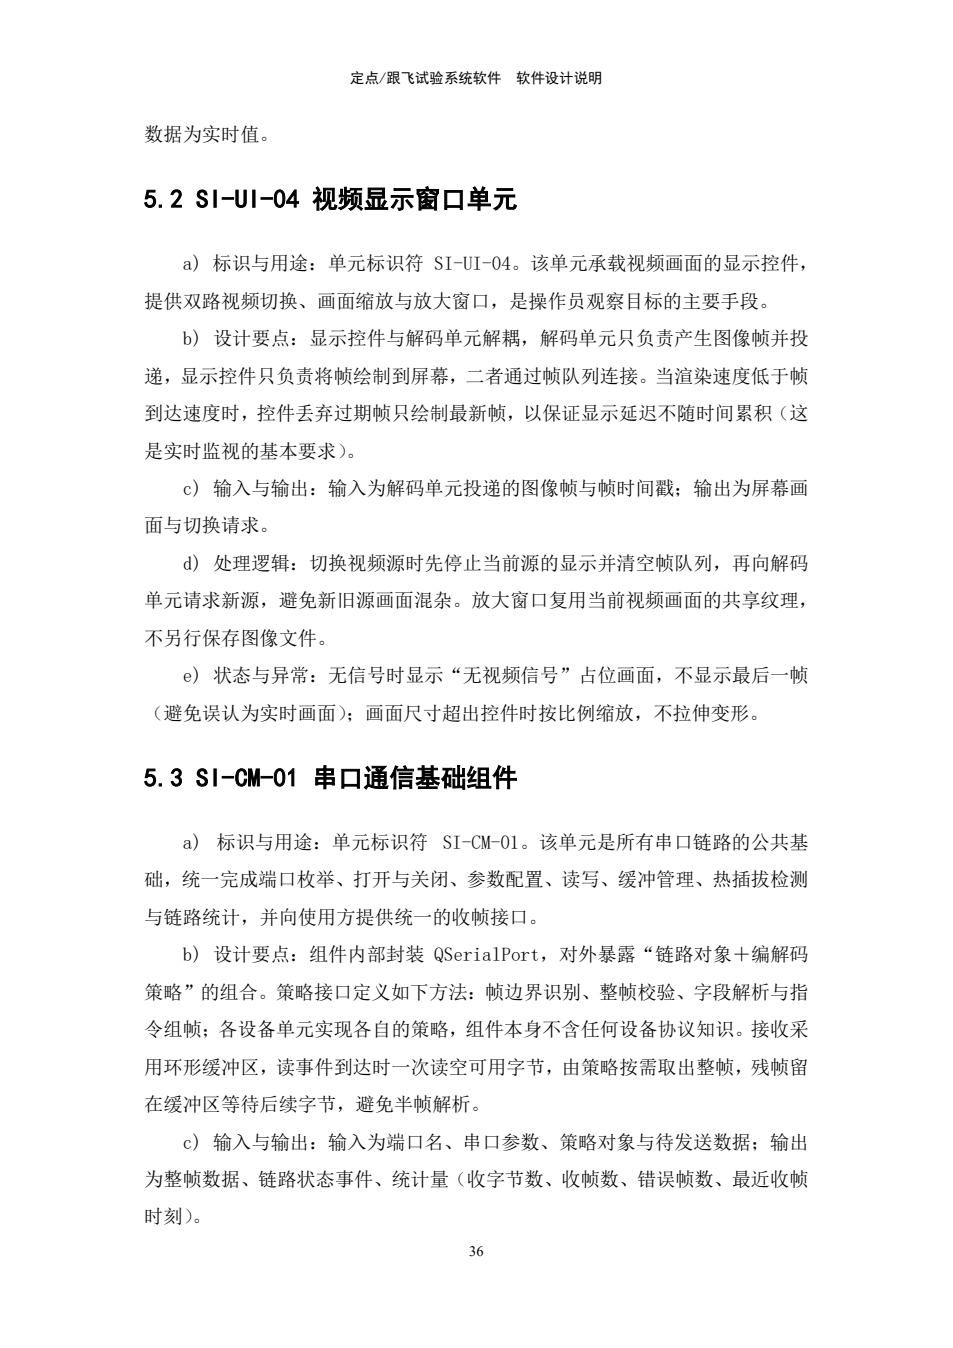 定点/跟飞试验系统软件　软件设计说明
数据为实时值。
5.2 SI-UI-04 视频显示窗口单元
a) 标识与用途：单元标识符 SI-UI-04。该单元承载视频画面的显示控件，
提供双路视频切换、画面缩放与放大窗口，是操作员观察目标的主要手段。
b) 设计要点：显示控件与解码单元解耦，解码单元只负责产生图像帧并投
递，显示控件只负责将帧绘制到屏幕，二者通过帧队列连接。当渲染速度低于帧
到达速度时，控件丢弃过期帧只绘制最新帧，以保证显示延迟不随时间累积（这
是实时监视的基本要求）。
c) 输入与输出：输入为解码单元投递的图像帧与帧时间戳；输出为屏幕画
面与切换请求。
d) 处理逻辑：切换视频源时先停止当前源的显示并清空帧队列，再向解码
单元请求新源，避免新旧源画面混杂。放大窗口复用当前视频画面的共享纹理，
不另行保存图像文件。
e) 状态与异常：无信号时显示“无视频信号”占位画面，不显示最后一帧
（避免误认为实时画面）；画面尺寸超出控件时按比例缩放，不拉伸变形。
5.3 SI-CM-01 串口通信基础组件
a) 标识与用途：单元标识符 SI-CM-01。该单元是所有串口链路的公共基
础，统一完成端口枚举、打开与关闭、参数配置、读写、缓冲管理、热插拔检测
与链路统计，并向使用方提供统一的收帧接口。
b) 设计要点：组件内部封装 QSerialPort，对外暴露“链路对象＋编解码
策略”的组合。策略接口定义如下方法：帧边界识别、整帧校验、字段解析与指
令组帧；各设备单元实现各自的策略，组件本身不含任何设备协议知识。接收采
用环形缓冲区，读事件到达时一次读空可用字节，由策略按需取出整帧，残帧留
在缓冲区等待后续字节，避免半帧解析。
c) 输入与输出：输入为端口名、串口参数、策略对象与待发送数据；输出
为整帧数据、链路状态事件、统计量（收字节数、收帧数、错误帧数、最近收帧
时刻）。
36